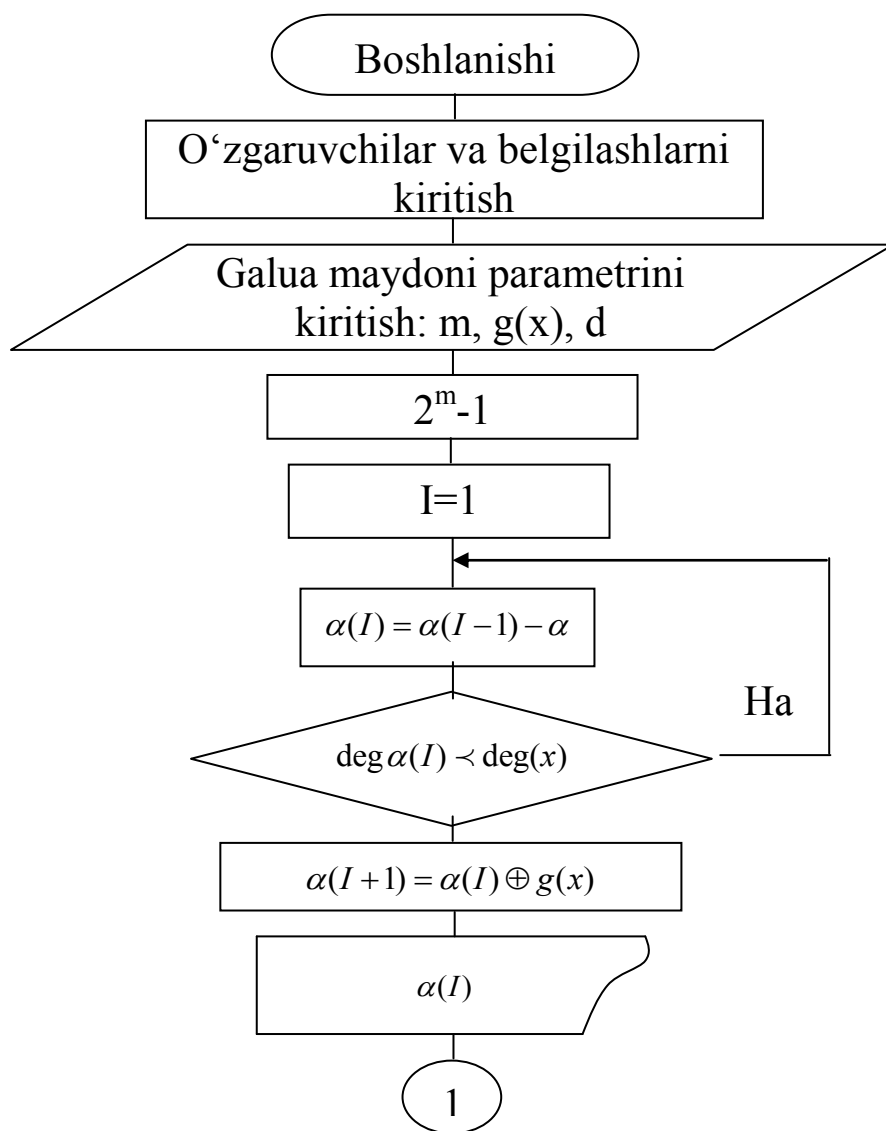 Boshlanishi
O‘zgaruvchilar va belgilashlarni
kiritish
Galua maydoni parametrini
kiritish: m, g(x), d
2ᵐ-1
I=1
α(I) = α(I −1) − α
Ha
deg α(I) ≺ deg(x)
α(I +1) = α(I) ⊕ g(x)
α(I)
1